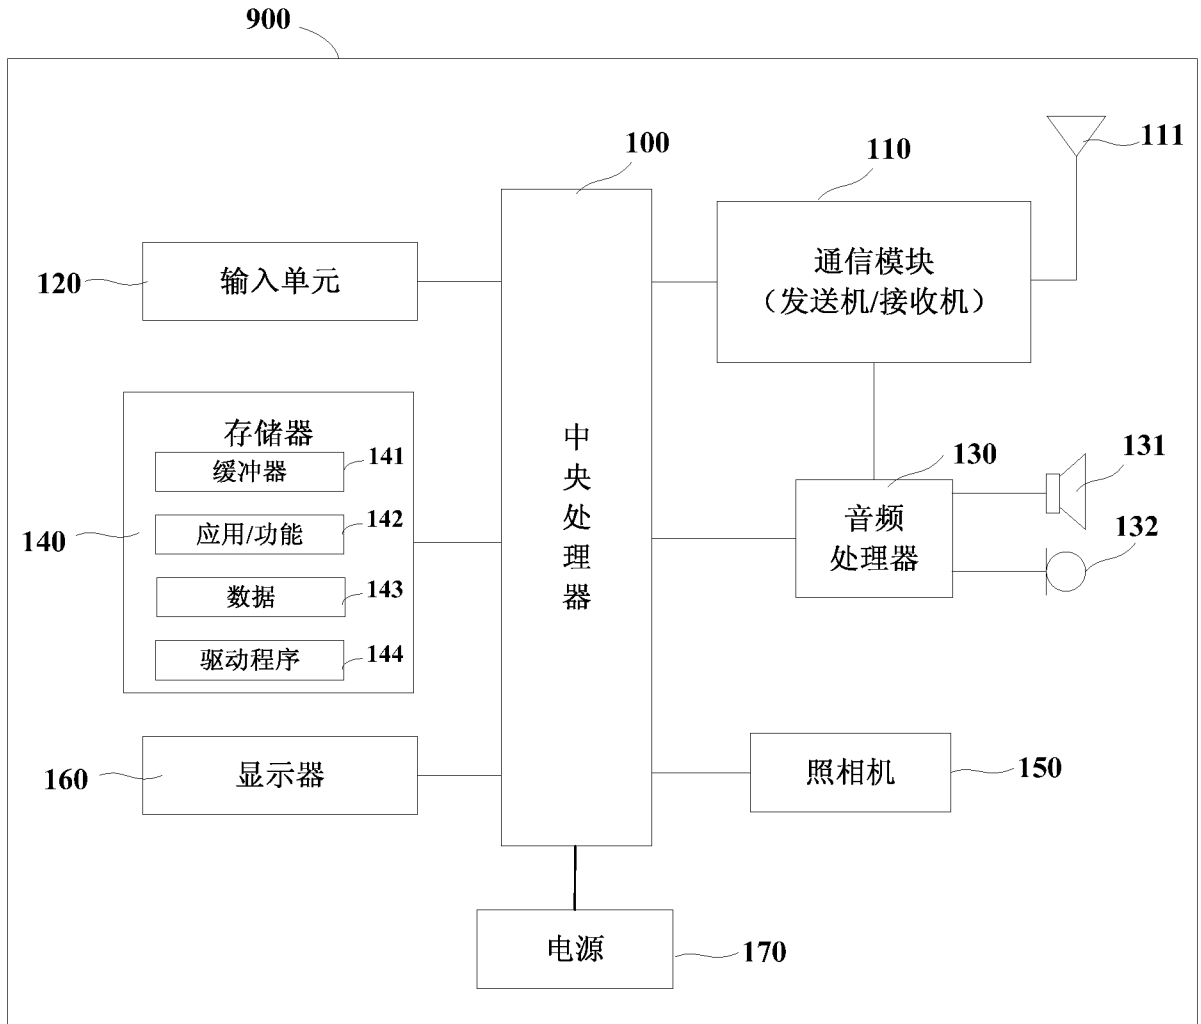 900
100
110
111
120
输入单元
通信模块
（发送机/接收机）
存储器
缓冲器
141
140
应用/功能
142
数据
143
驱动程序
144
中
央
处
理
器
130
音频
处理器
131
132
160
显示器
照相机
150
电源
170